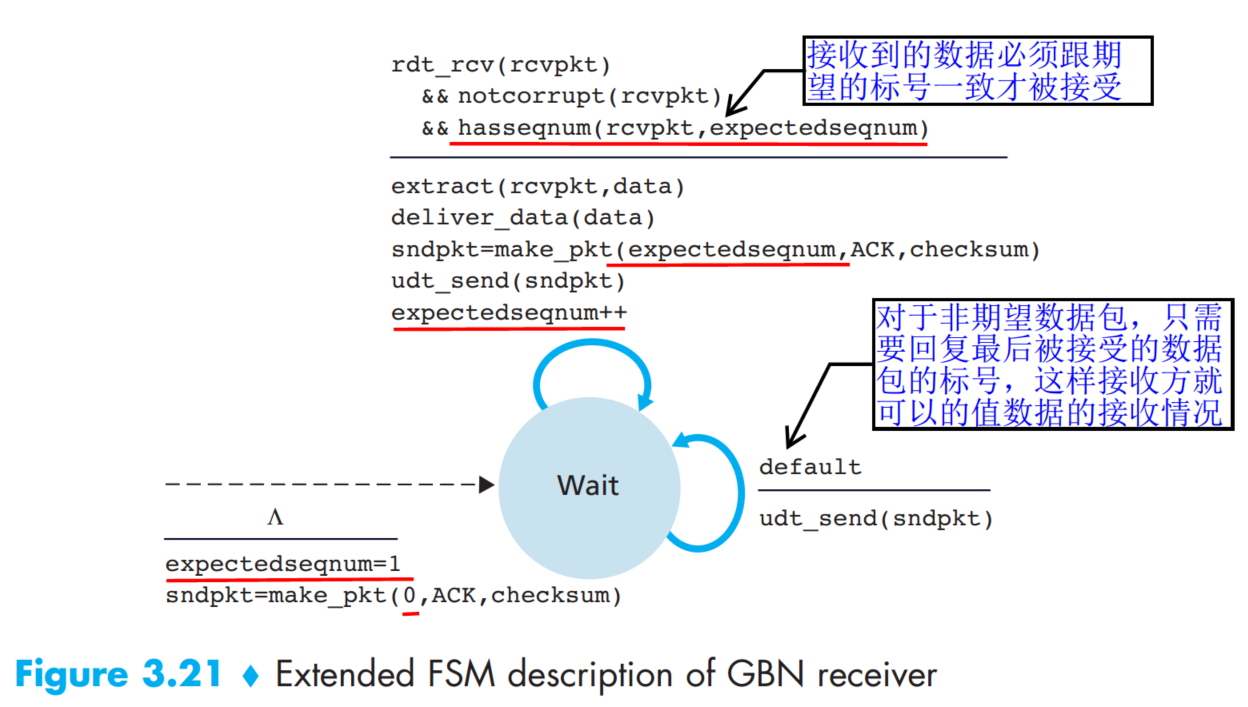 rdt_rcv(rcvpkt)
&& notcorrupt(rcvpkt)
&& hasseqnum(rcvpkt,expectedseqnum)
接收到的数据必须跟期
望的标号一致才被接受
extract(rcvpkt,data)
deliver_data(data)
sndpkt=make_pkt(expectedseqnum,ACK,checksum)
udt_send(sndpkt)
expectedseqnum++
对于非期望数据包，只需
要回复最后被接受的数据
包的标号，这样接收方就
可以的值数据的接收情况
default
udt_send(sndpkt)
Wait
Λ
expectedseqnum=1
sndpkt=make_pkt(0,ACK,checksum)
Figure 3.21 ♦ Extended FSM description of GBN receiver